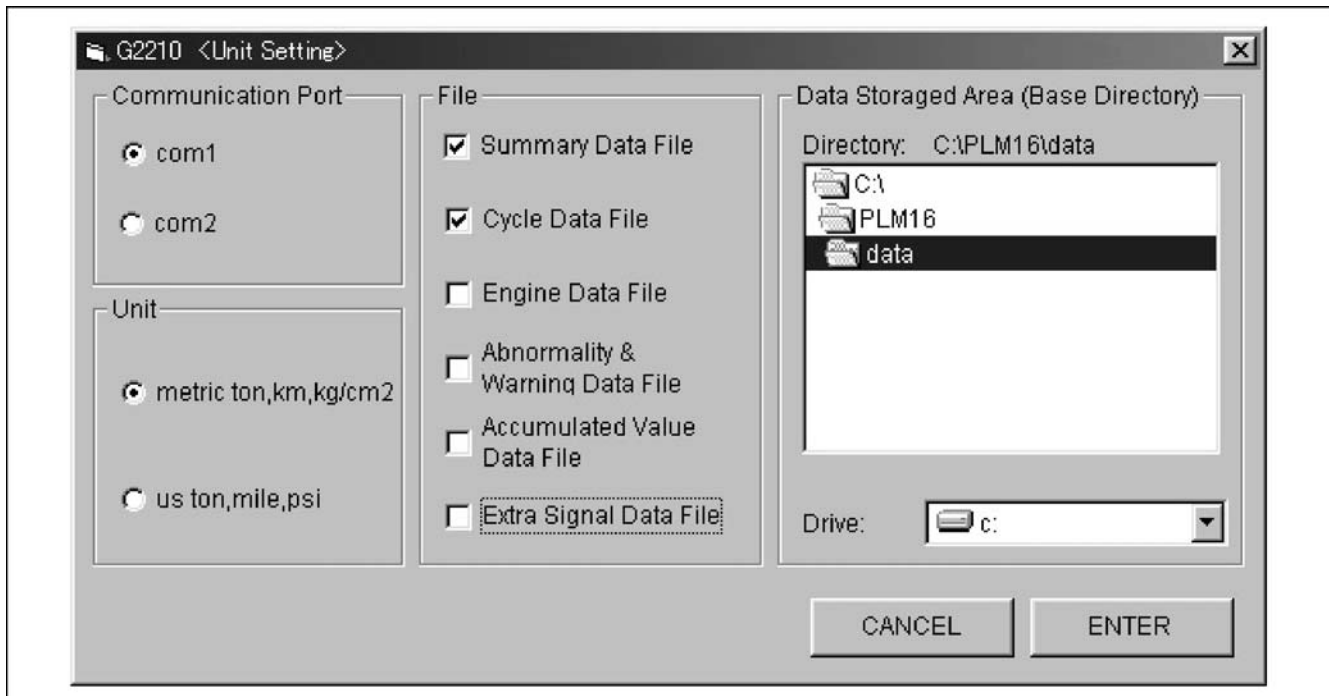 G2210 <Unit Setting>
Communication Port
com1
com2
Unit
metric ton,km,kg/cm2
us ton,mile,psi
File
Summary Data File
Cycle Data File
Engine Data File
Abnormality &
Warning Data File
Accumulated Value
Data File
Extra Signal Data File
Data Storaged Area (Base Directory)
Directory: C:\PLM16\data
C:\
PLM16
data
Drive: c:
CANCEL
ENTER